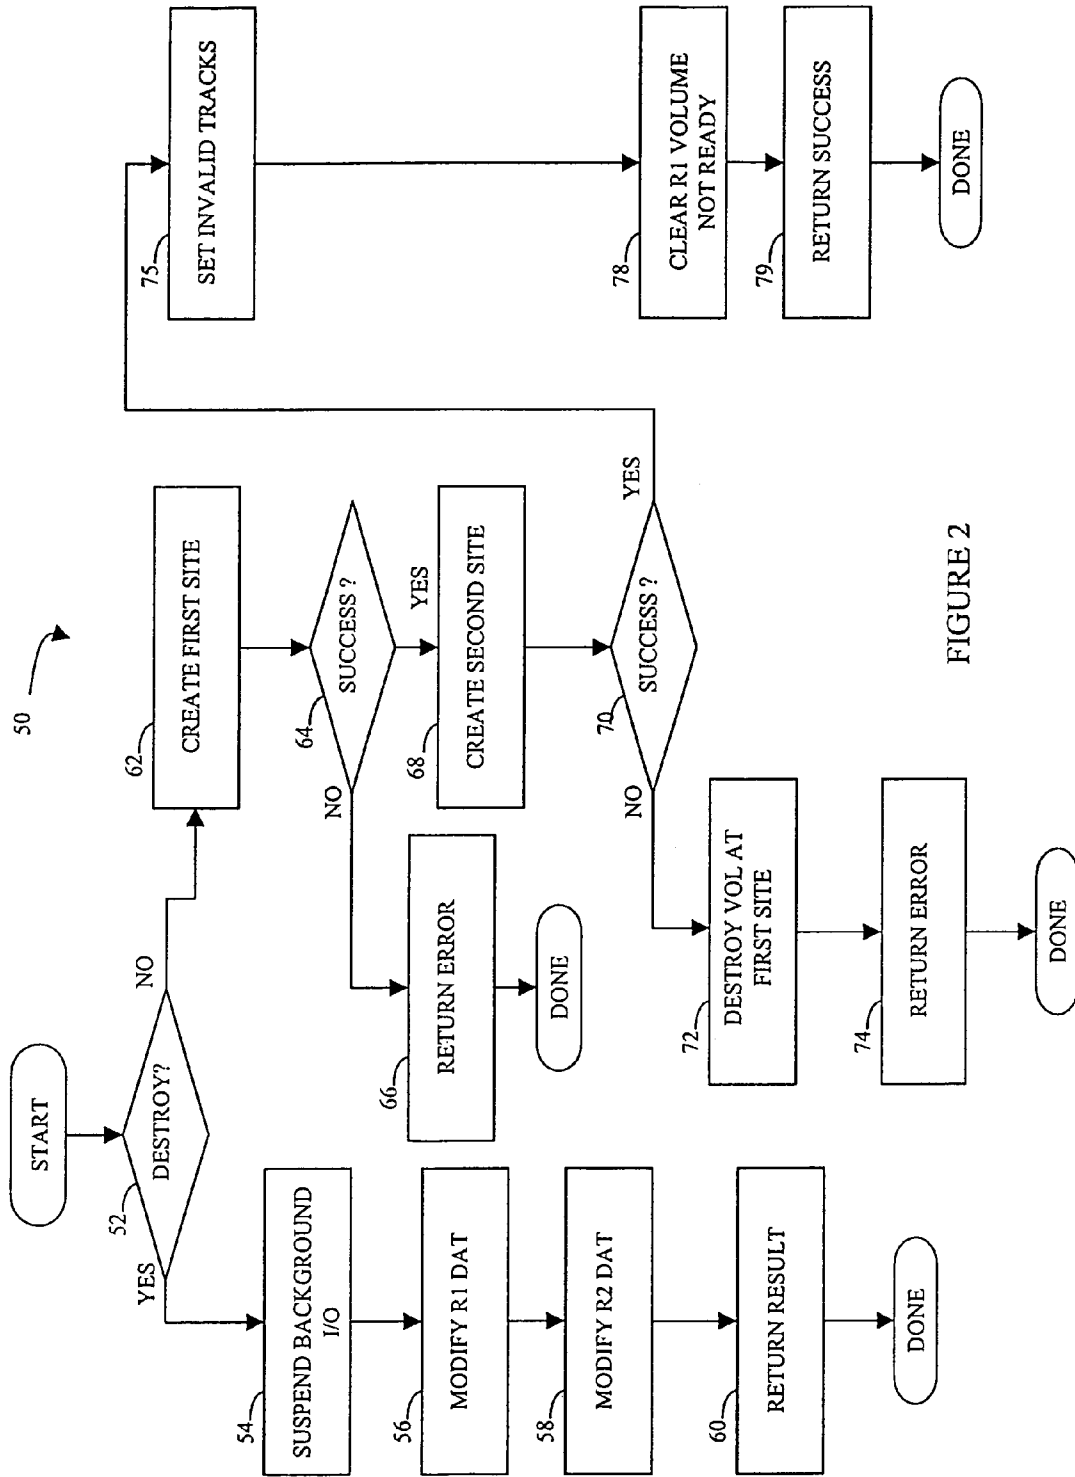 50
START
52
DESTROY?
YES
NO
54
SUSPEND BACKGROUND
I/O
56
MODIFY R1 DAT
58
MODIFY R2 DAT
60
RETURN RESULT
DONE
62
CREATE FIRST SITE
64
SUCCESS ?
NO
YES
66
RETURN ERROR
DONE
68
CREATE SECOND SITE
70
SUCCESS ?
NO
YES
72
DESTROY VOL AT
FIRST SITE
74
RETURN ERROR
DONE
75
SET INVALID TRACKS
78
CLEAR R1 VOLUME
NOT READY
79
RETURN SUCCESS
DONE
FIGURE 2